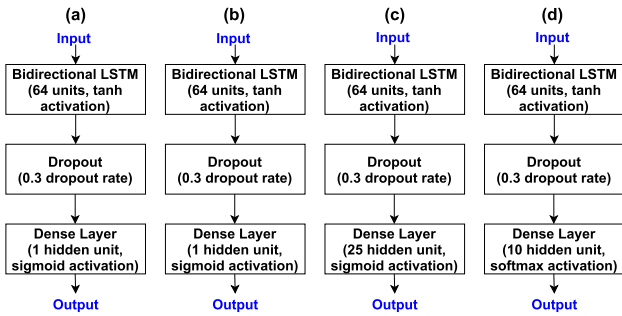 (a)
Input
Bidirectional LSTM
(64 units, tanh
activation)
Dropout
(0.3 dropout rate)
Dense Layer
(1 hidden unit,
sigmoid activation)
Output
(b)
Input
Bidirectional LSTM
(64 units, tanh
activation)
Dropout
(0.3 dropout rate)
Dense Layer
(1 hidden unit,
sigmoid activation)
Output
(c)
Input
Bidirectional LSTM
(64 units, tanh
activation)
Dropout
(0.3 dropout rate)
Dense Layer
(25 hidden unit,
sigmoid activation)
Output
(d)
Input
Bidirectional LSTM
(64 units, tanh
activation)
Dropout
(0.3 dropout rate)
Dense Layer
(10 hidden unit,
softmax activation)
Output